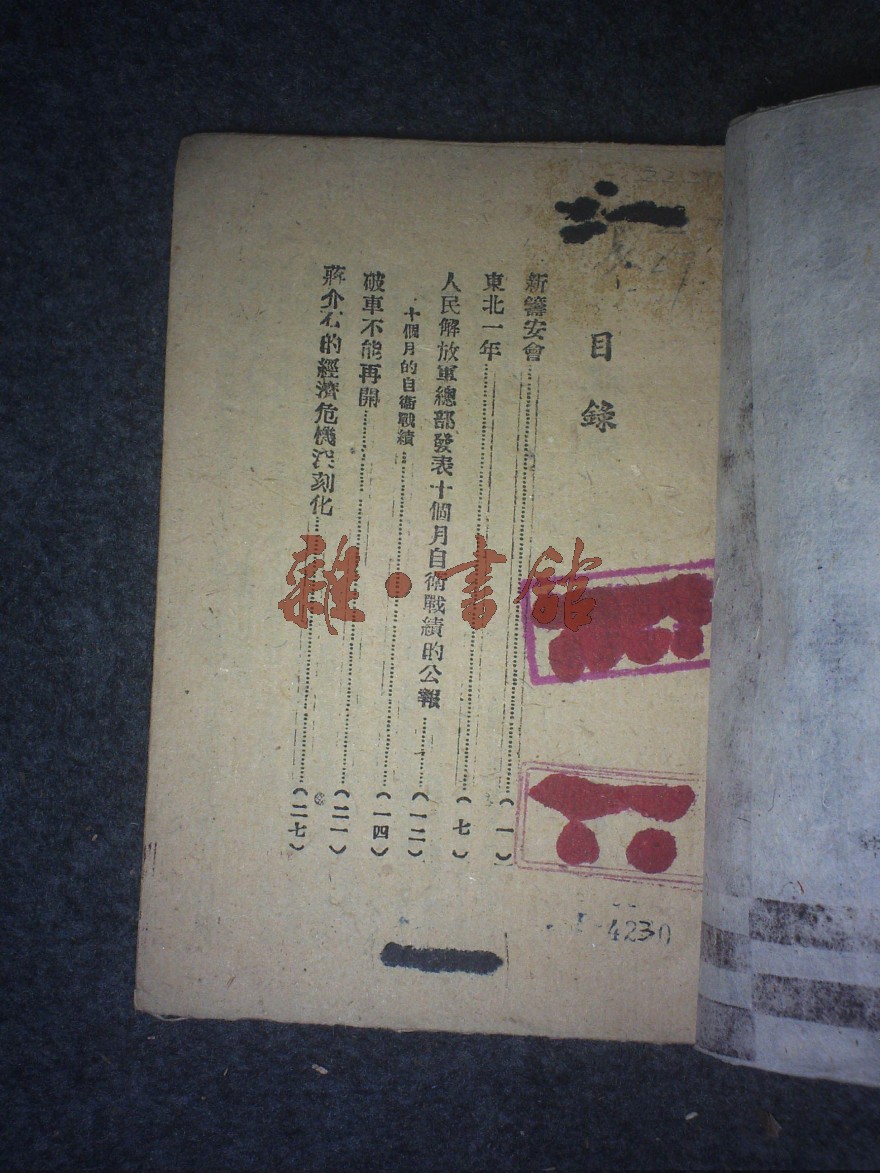 目錄
新籌安會……(一)
東北一年……(七)
人民解放軍總部發表十個月自衛戰績的公報……(一二)
十個月的自衛戰績……(一四)
破車不能再開……(二一)
蔣介石的經濟危機深刻化……(二七)
雜·書館
4230